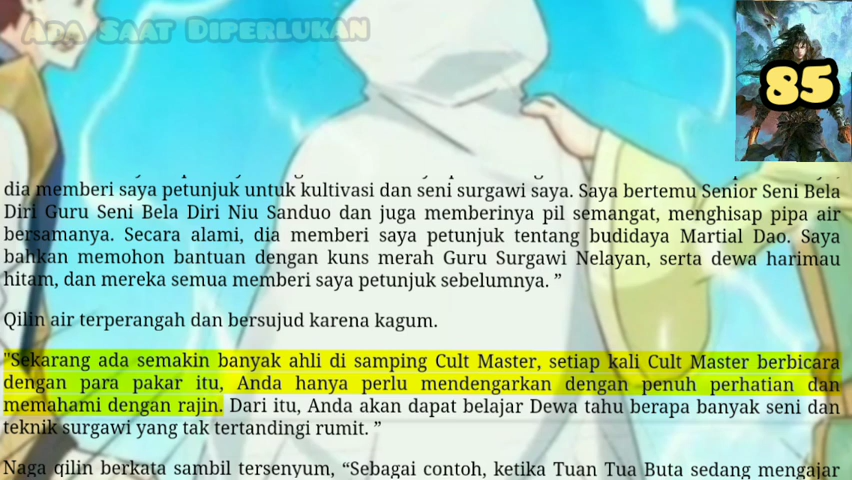 Ada Saat Diperlukan
85
dia memberi saya petunjuk untuk kultivasi dan seni surgawi saya. Saya bertemu Senior Seni Bela
Diri Guru Seni Bela Diri Niu Sanduo dan juga memberinya pil semangat, menghisap pipa air
bersamanya. Secara alami, dia memberi saya petunjuk tentang budidaya Martial Dao. Saya
bahkan memohon bantuan dengan kuns merah Guru Surgawi Nelayan, serta dewa harimau
hitam, dan mereka semua memberi saya petunjuk sebelumnya. ”
Qilin air terperangah dan bersujud karena kagum.
"Sekarang ada semakin banyak ahli di samping Cult Master, setiap kali Cult Master berbicara
dengan para pakar itu, Anda hanya perlu mendengarkan dengan penuh perhatian dan
memahami dengan rajin. Dari itu, Anda akan dapat belajar Dewa tahu berapa banyak seni dan
teknik surgawi yang tak tertandingi rumit. ”
Naga qilin berkata sambil tersenyum, “Sebagai contoh, ketika Tuan Tua Buta sedang mengajar